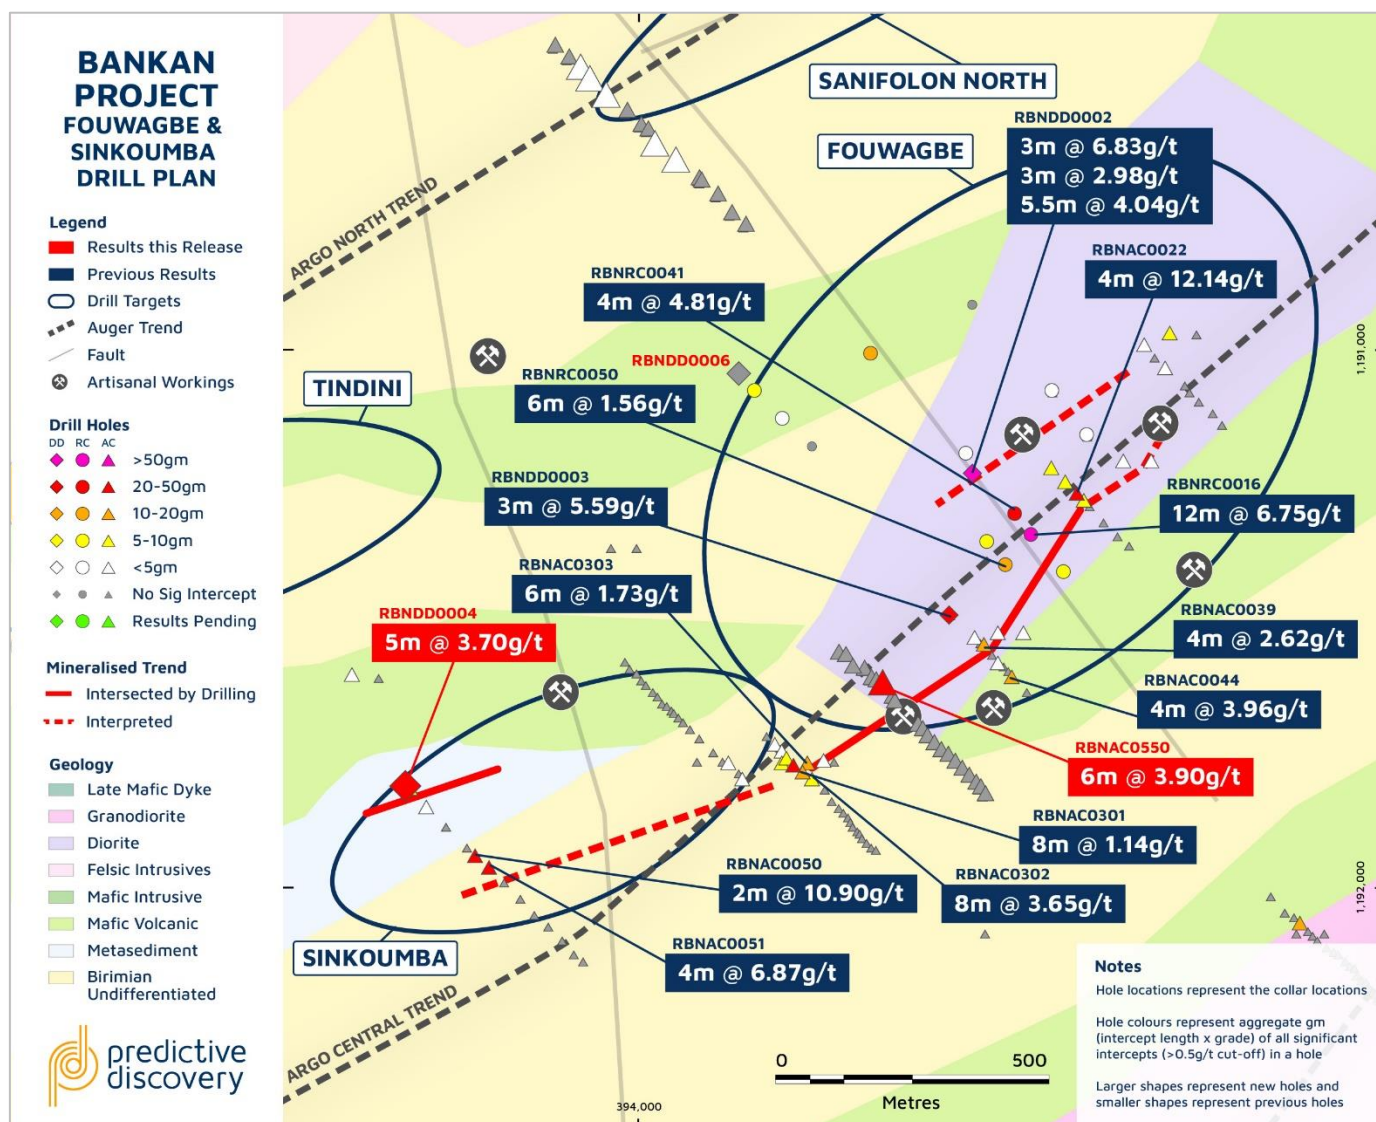 BANKAN
PROJECT
FOUWAGBE &
SINKOUMBA
DRILL PLAN
Legend
Results this Release
Previous Results
Drill Targets
Auger Trend
Fault
Artisanal Workings
Drill Holes
DD RC AC
>50gm
20-50gm
10-20gm
5-10gm
<5gm
No Sig Intercept
Results Pending
Mineralised Trend
Intersected by Drilling
Interpreted
Geology
Late Mafic Dyke
Granodiorite
Diorite
Felsic Intrusives
Mafic Intrusive
Mafic Volcanic
Metasediment
Birimian
Undifferentiated
predictive
discovery
SANIFOLON NORTH
FOUWAGBE
TINDINI
SINKOUMBA
ARGO NORTH TREND
ARGO CENTRAL TREND
RBNDD0002
3m @ 6.83g/t
3m @ 2.98g/t
5.5m @ 4.04g/t
RBNAC0022
4m @ 12.14g/t
RBNRC0041
4m @ 4.81g/t
RBNDD0006
RBNRC0050
6m @ 1.56g/t
RBNDD0003
3m @ 5.59g/t
RBNRC0016
12m @ 6.75g/t
RBNAC0303
6m @ 1.73g/t
RBNDD0004
5m @ 3.70g/t
RBNAC0039
4m @ 2.62g/t
RBNAC0044
4m @ 3.96g/t
RBNAC0550
6m @ 3.90g/t
RBNAC0301
8m @ 1.14g/t
RBNAC0050
2m @ 10.90g/t
RBNAC0302
8m @ 3.65g/t
RBNAC0051
4m @ 6.87g/t
1,191,000
1,192,000
394,000
0 500
Metres
Notes
Hole locations represent the collar locations
Hole colours represent aggregate gm
(intercept length x grade) of all significant
intercepts (>0.5g/t cut-off) in a hole
Larger shapes represent new holes and
smaller shapes represent previous holes